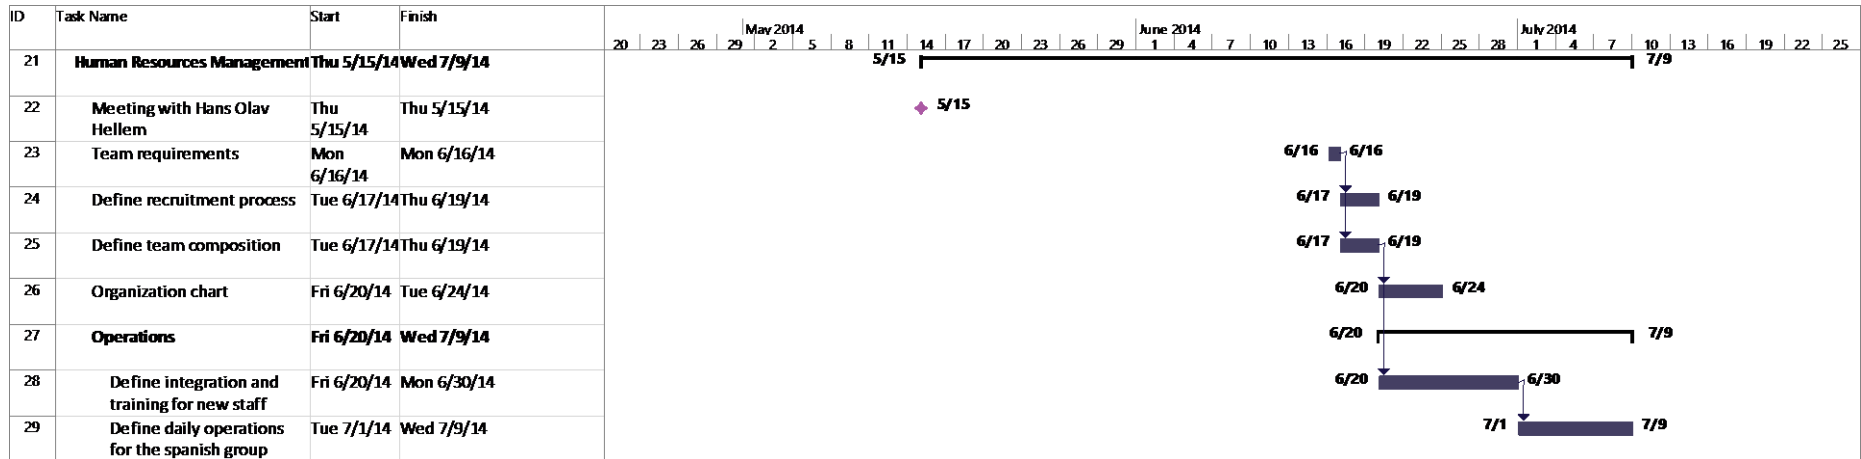 ID Task Name Start Finish
May 2014 June 2014 July 2014
20 23 26 29 2 5 8 11 14 17 20 23 26 29 1 4 7 10 13 16 19 22 25 28 1 4 7 10 13 16 19 22 25
21 Human Resources Management Thu 5/15/14 Wed 7/9/14 5/15 7/9
22 Meeting with Hans Olav Thu Thu 5/15/14 5/15
Hellem 5/15/14
23 Team requirements Mon Mon 6/16/14 6/16 6/16
6/16/14
24 Define recruitment process Tue 6/17/14 Thu 6/19/14 6/17 6/19
25 Define team composition Tue 6/17/14 Thu 6/19/14 6/17 6/19
26 Organization chart Fri 6/20/14 Tue 6/24/14 6/20 6/24
27 Operations Fri 6/20/14 Wed 7/9/14 6/20 7/9
28 Define integration and Fri 6/20/14 Mon 6/30/14 6/20 6/30
training for new staff
29 Define daily operations Tue 7/1/14 Wed 7/9/14 7/1 7/9
for the spanish group